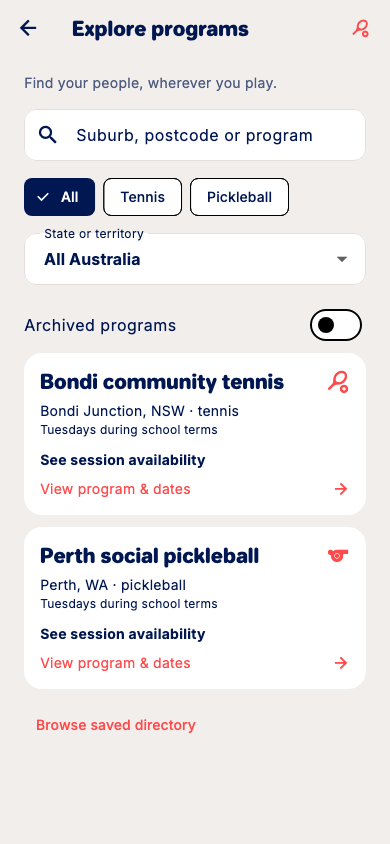 Explore programs
Find your people, wherever you play.
Suburb, postcode or program
All
Tennis
Pickleball
State or territory
All Australia
Archived programs
Bondi community tennis
Bondi Junction, NSW · tennis
Tuesdays during school terms
See session availability
View program & dates
Perth social pickleball
Perth, WA · pickleball
Tuesdays during school terms
See session availability
View program & dates
Browse saved directory